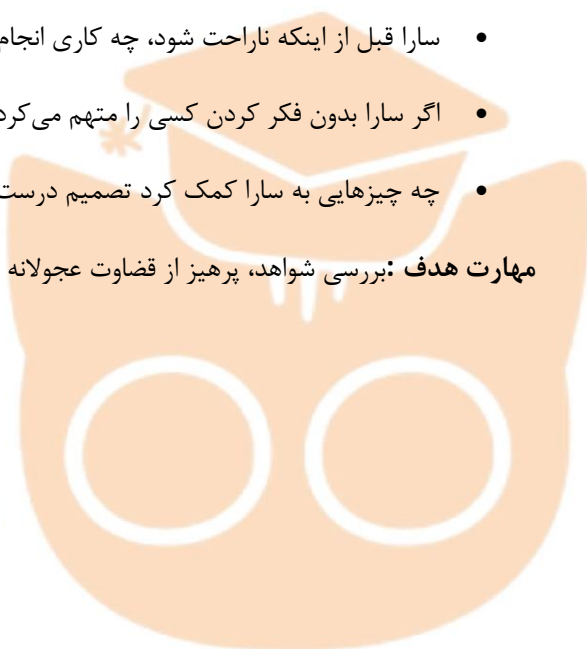 • سارا قبل از اینکه ناراحت شود، چه کاری انجام
• اگر سارا بدون فکر کردن کسی را متهم می‌کرد
• چه چیزهایی به سارا کمک کرد تصمیم درست
مهارت هدف :بررسی شواهد، پرهیز از قضاوت عجولانه